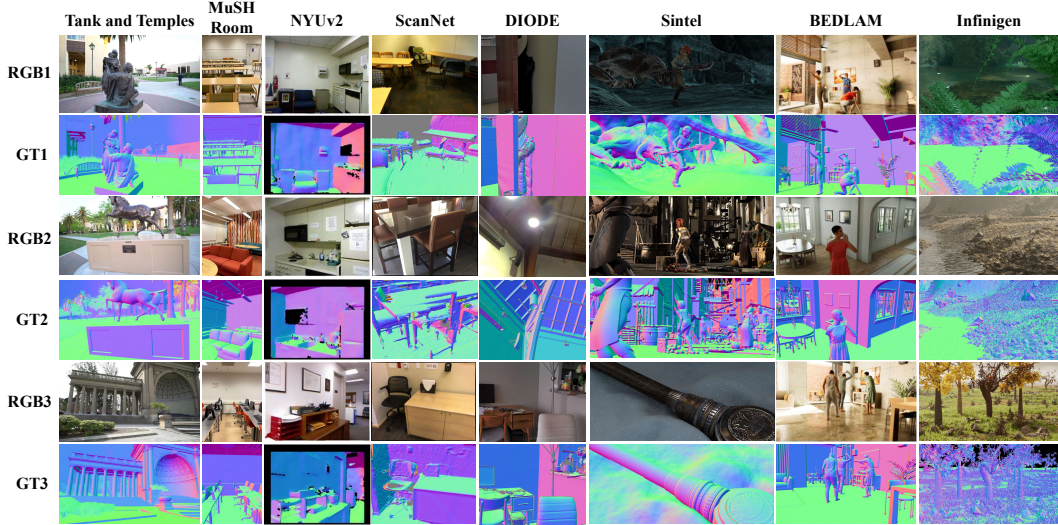 Tank and Temples MuSH Room NYUv2 ScanNet DIODE Sintel BEDLAM Infinigen
RGB1
GT1
RGB2
GT2
RGB3
GT3